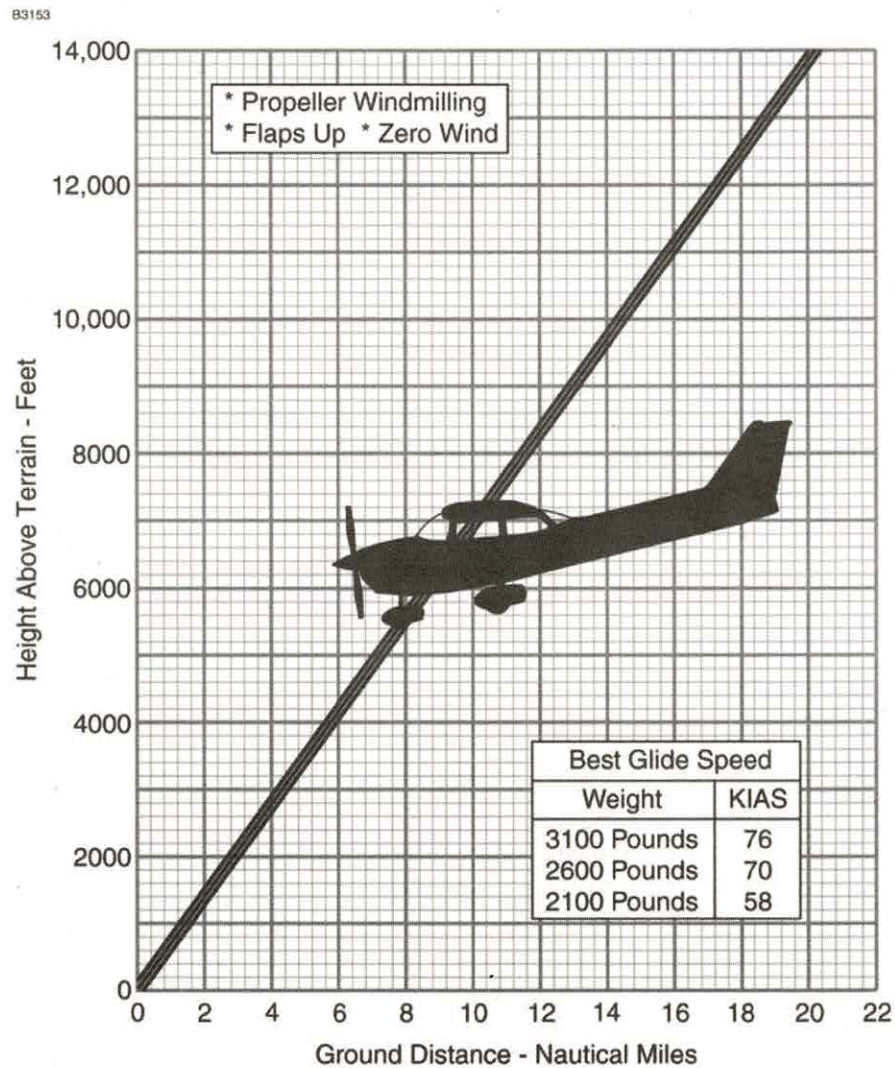 B3153
14,000
* Propeller Windmilling
* Flaps Up * Zero Wind
12,000
10,000
Height Above Terrain - Feet
8000
6000
4000
Best Glide Speed
Weight KIAS
3100 Pounds 76
2600 Pounds 70
2100 Pounds 58
2000
0
0 2 4 6 8 10 12 14 16 18 20 22
Ground Distance - Nautical Miles